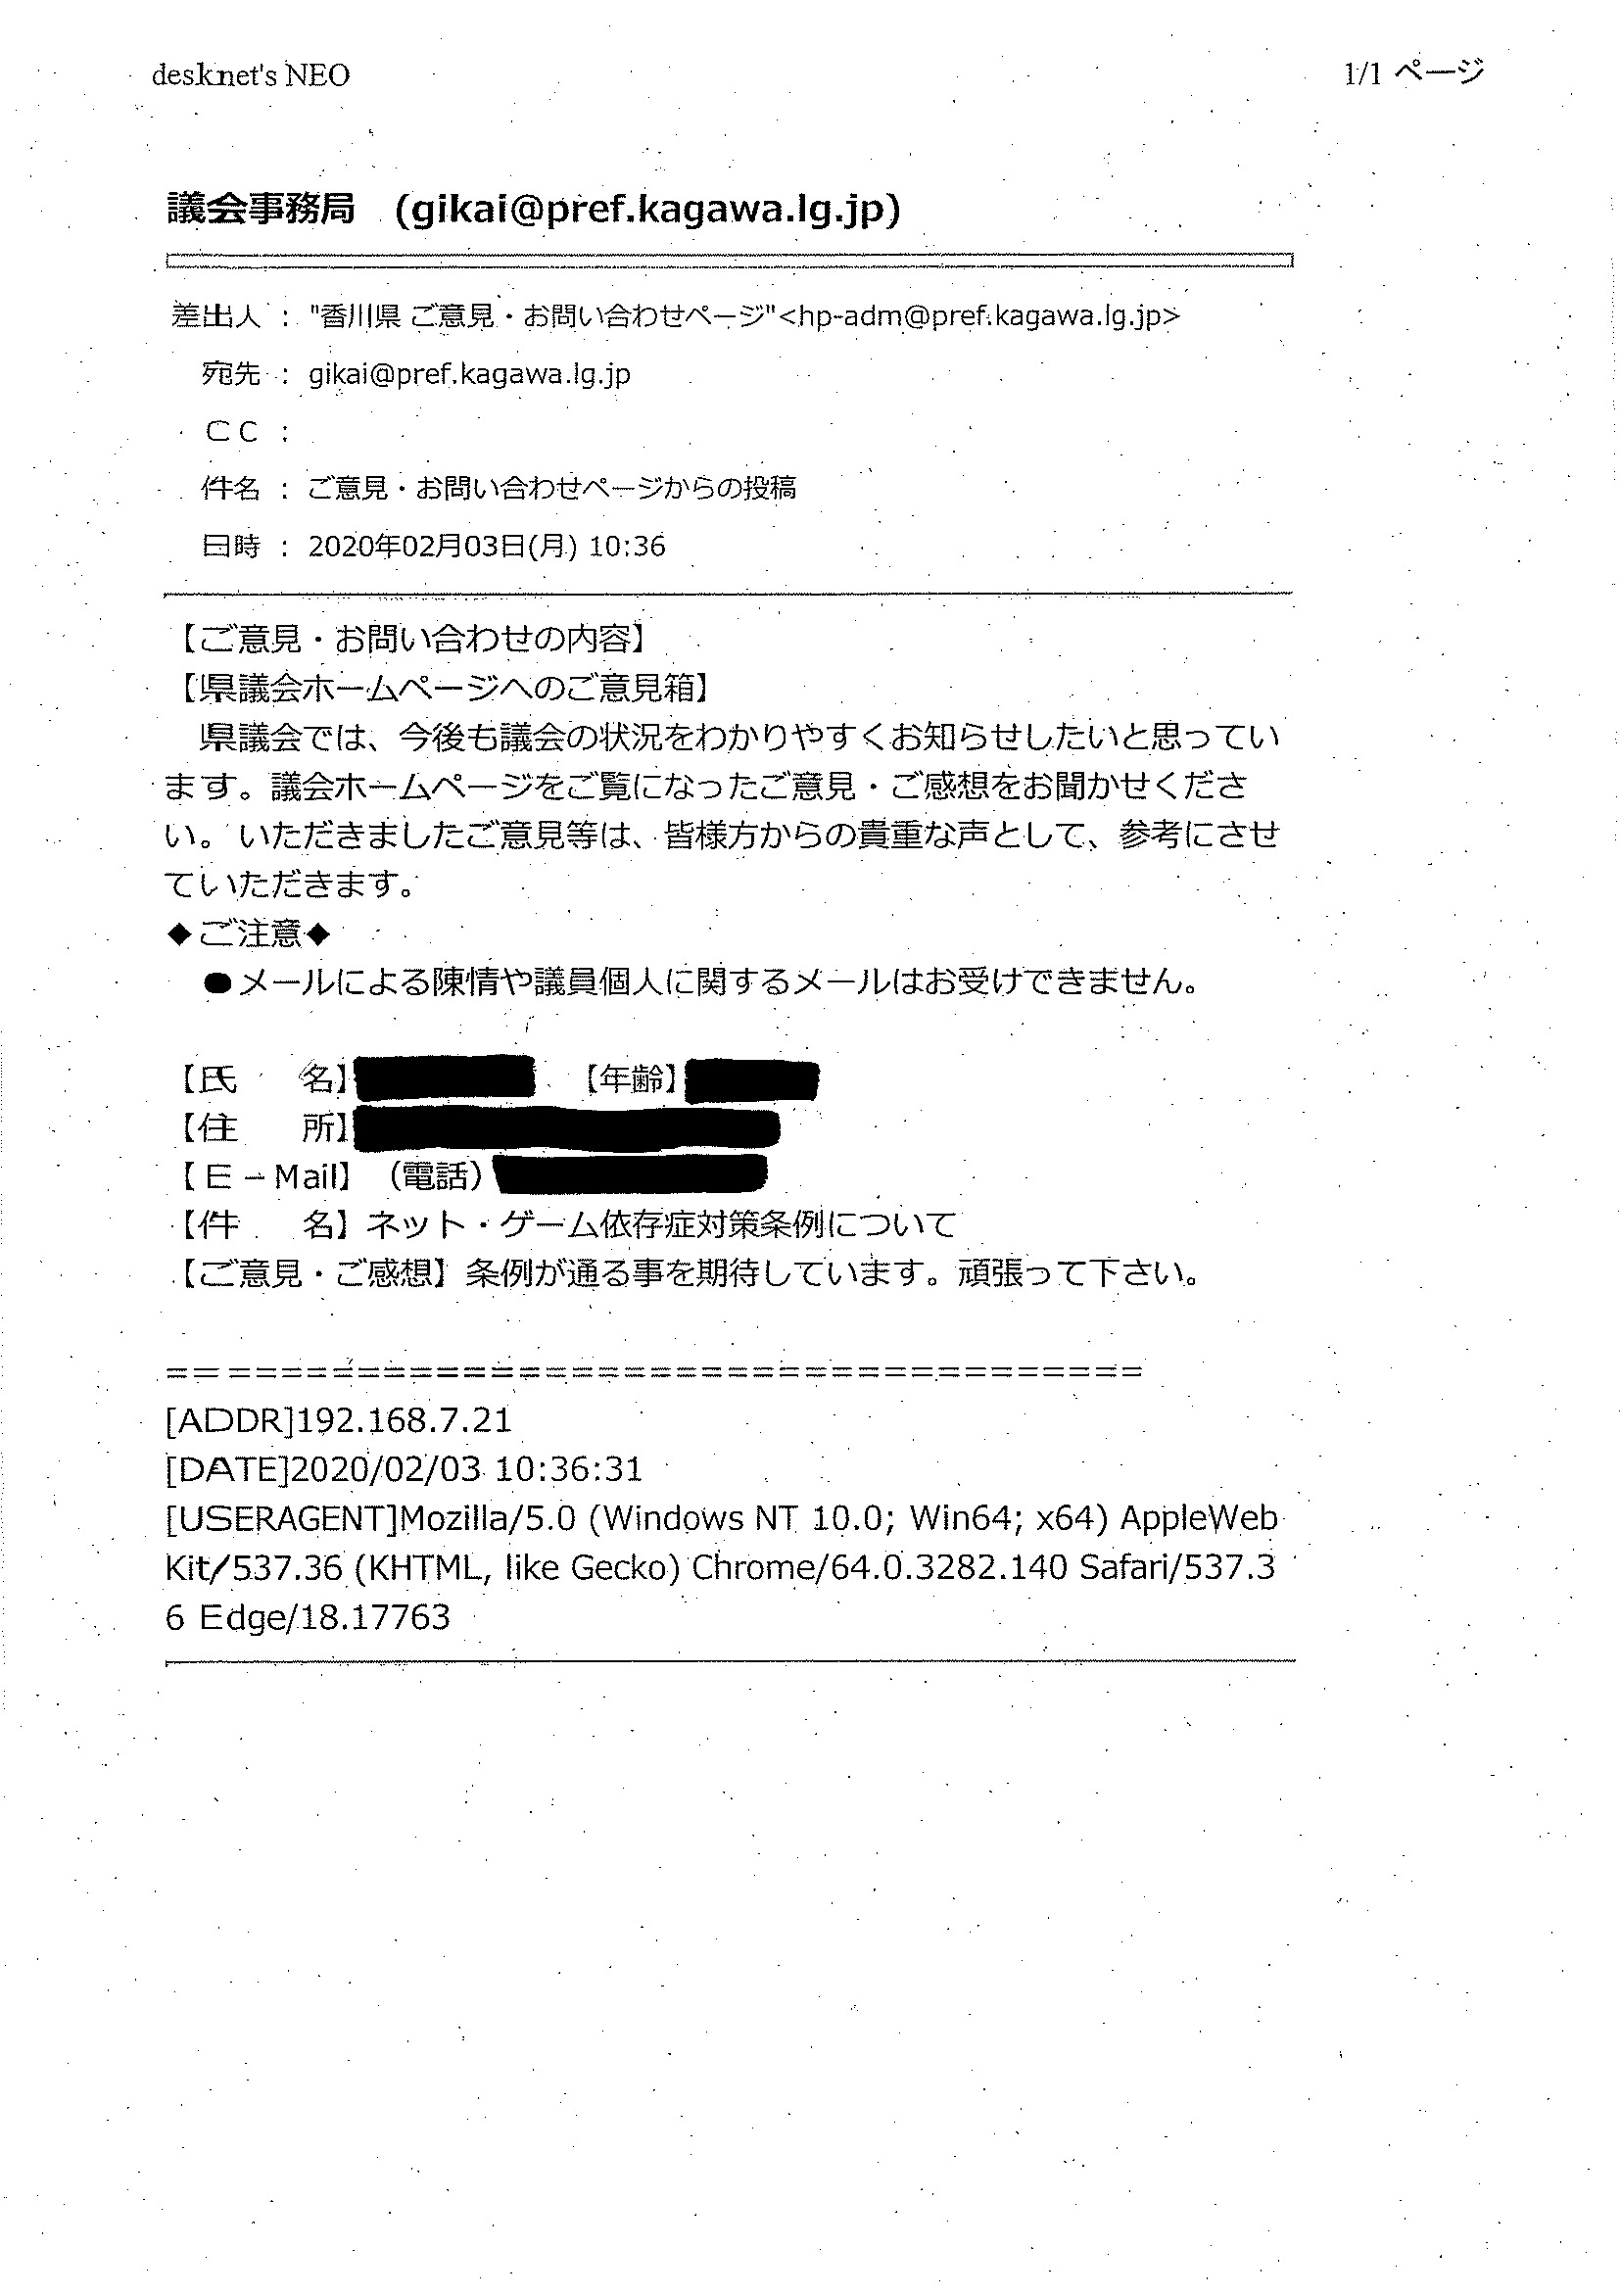 desknet's NEO
1/1 ページ
議会事務局　(gikai@pref.kagawa.lg.jp)
差出人 ： "香川県 ご意見・お問い合わせページ"<hp-adm@pref.kagawa.lg.jp>
宛先 ： gikai@pref.kagawa.lg.jp
ＣＣ ：
件名 ： ご意見・お問い合わせページからの投稿
日時 ： 2020年02月03日(月) 10:36
【ご意見・お問い合わせの内容】
【県議会ホームページへのご意見箱】
　県議会では、今後も議会の状況をわかりやすくお知らせしたいと思ってい
ます。議会ホームページをご覧になったご意見・ご感想をお聞かせくださ
い。いただきましたご意見等は、皆様方からの貴重な声として、参考にさせ
ていただきます。
◆ご注意◆
　●メールによる陳情や議員個人に関するメールはお受けできません。
【氏　　名】　【年齢】
【住　　所】
【Ｅ－Mail】（電話）
【件　　名】ネット・ゲーム依存症対策条例について
【ご意見・ご感想】条例が通る事を期待しています。頑張って下さい。
=====================================
[ADDR]192.168.7.21
[DATE]2020/02/03 10:36:31
[USERAGENT]Mozilla/5.0 (Windows NT 10.0; Win64; x64) AppleWeb
Kit/537.36 (KHTML, like Gecko) Chrome/64.0.3282.140 Safari/537.3
6 Edge/18.17763